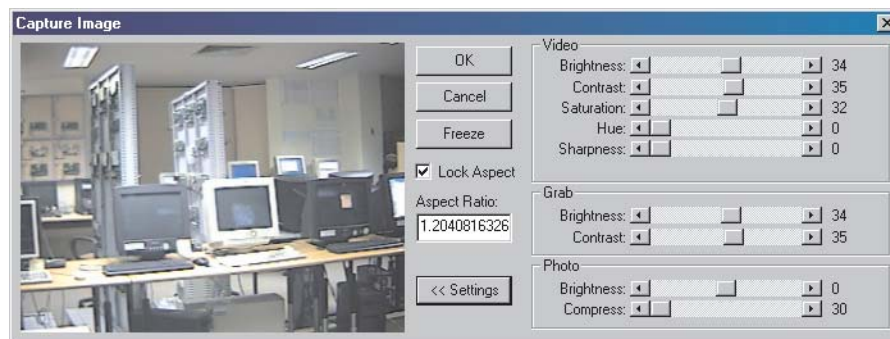 Capture Image
OK
Cancel
Freeze
Lock Aspect
Aspect Ratio:
1.2040816326
<< Settings
Video
Brightness: 34
Contrast: 35
Saturation: 32
Hue: 0
Sharpness: 0
Grab
Brightness: 34
Contrast: 35
Photo
Brightness: 0
Compress: 30